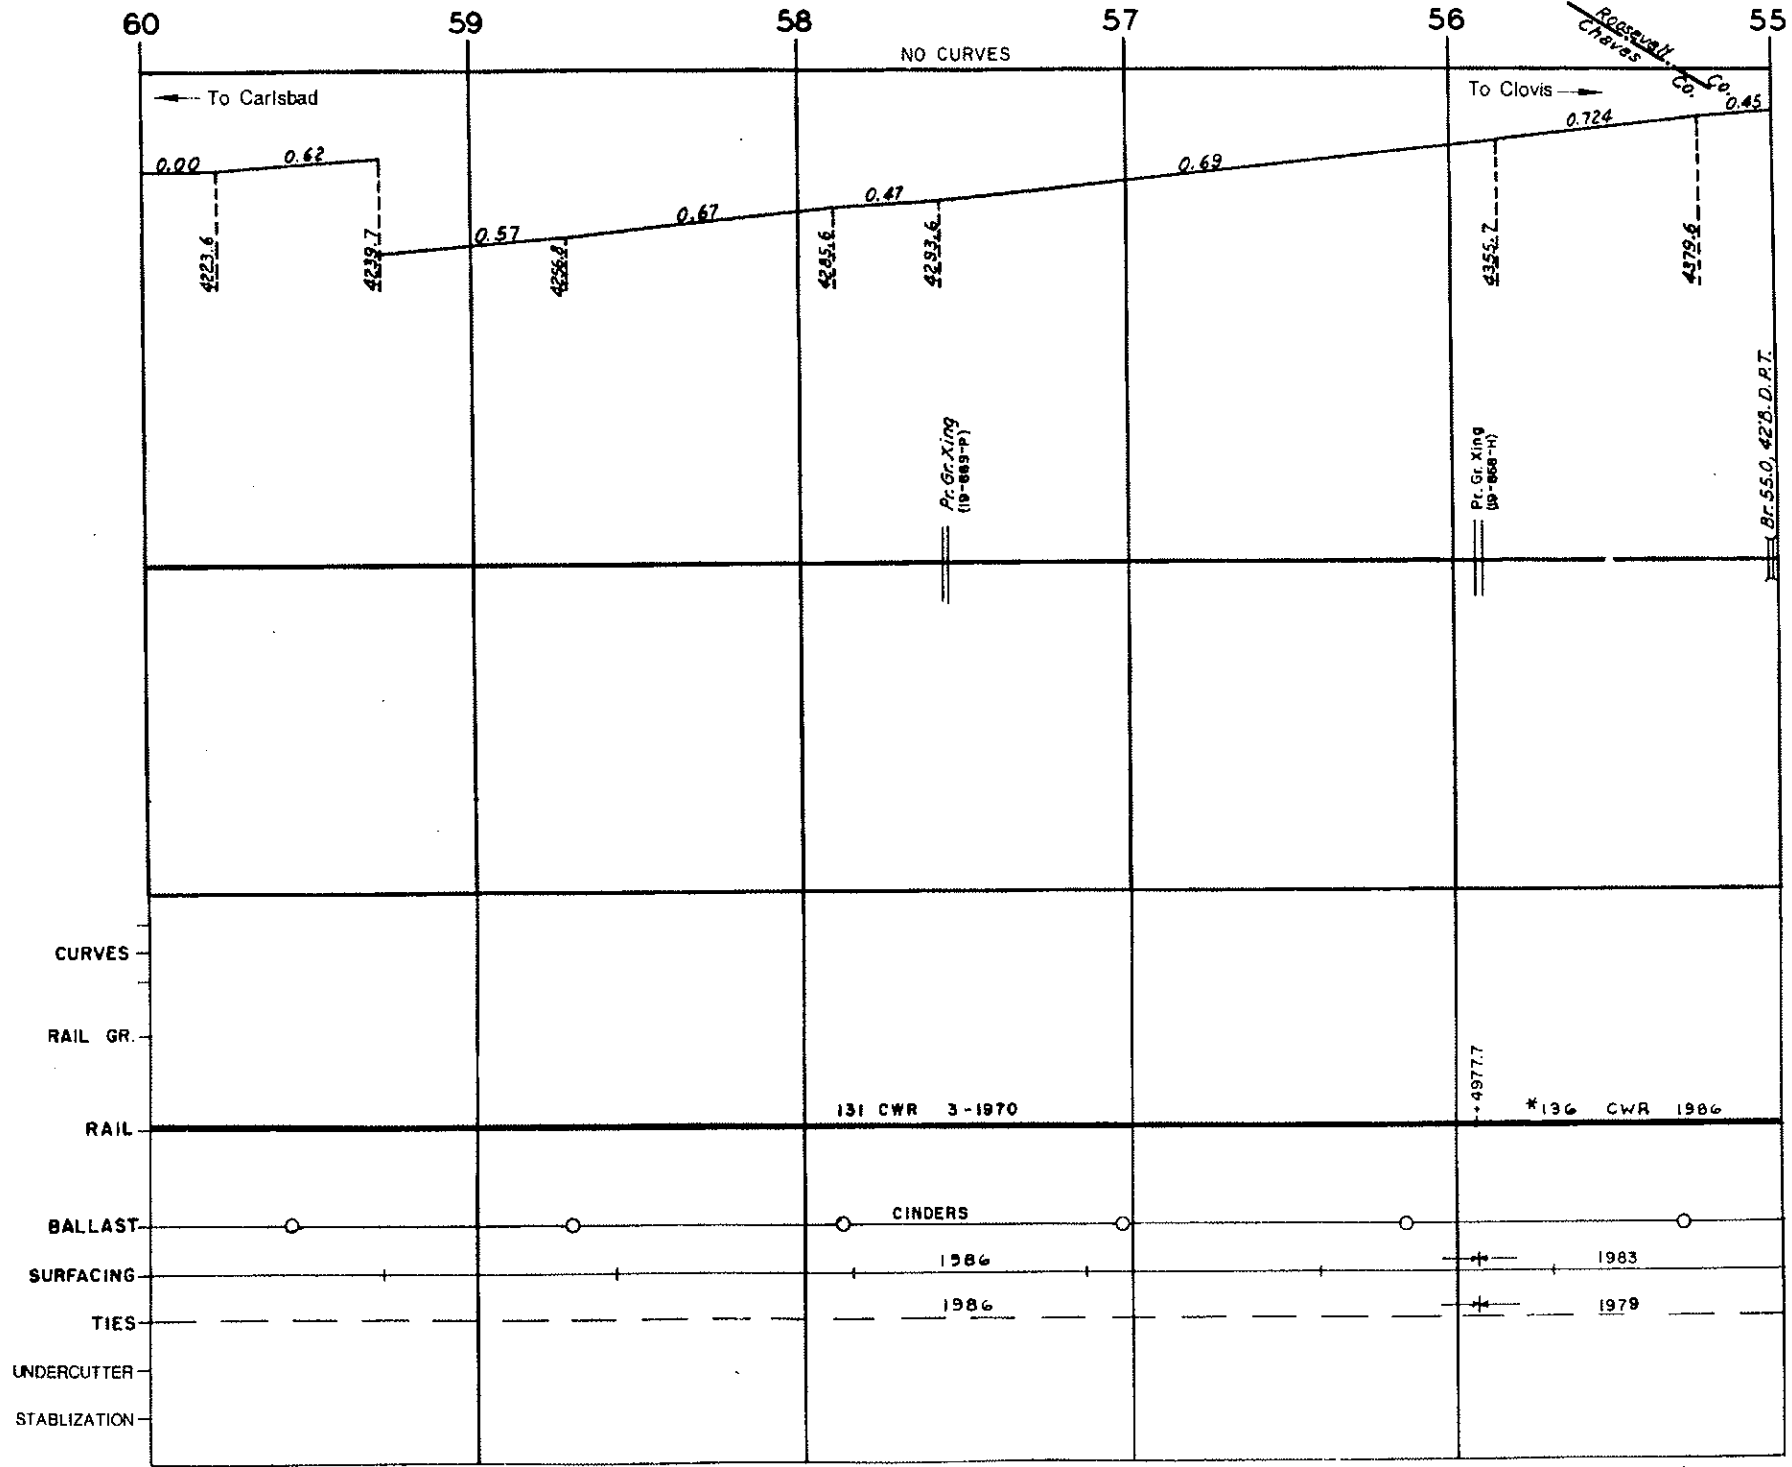 60 59 58 57 56 55
Roosevelt Co.
Chaves Co.
NO CURVES
← To Carlsbad
To Clovis →
0.00 0.62 0.57 0.67 0.47 0.69 0.724 0.45
4223.6 4239.7 4256.8 4285.6 4293.6 4355.7 4379.6
Pr. Gr. Xing
(19-669-P)
Pr. Gr. Xing
(19-668-H)
Br. 55.0, 42' B.D.P.T.
CURVES
RAIL GR.
+4977.7
RAIL 131 CWR 3-1970 *136 CWR 1986
BALLAST CINDERS
SURFACING 1986 1983
TIES 1986 1979
UNDERCUTTER
STABLIZATION